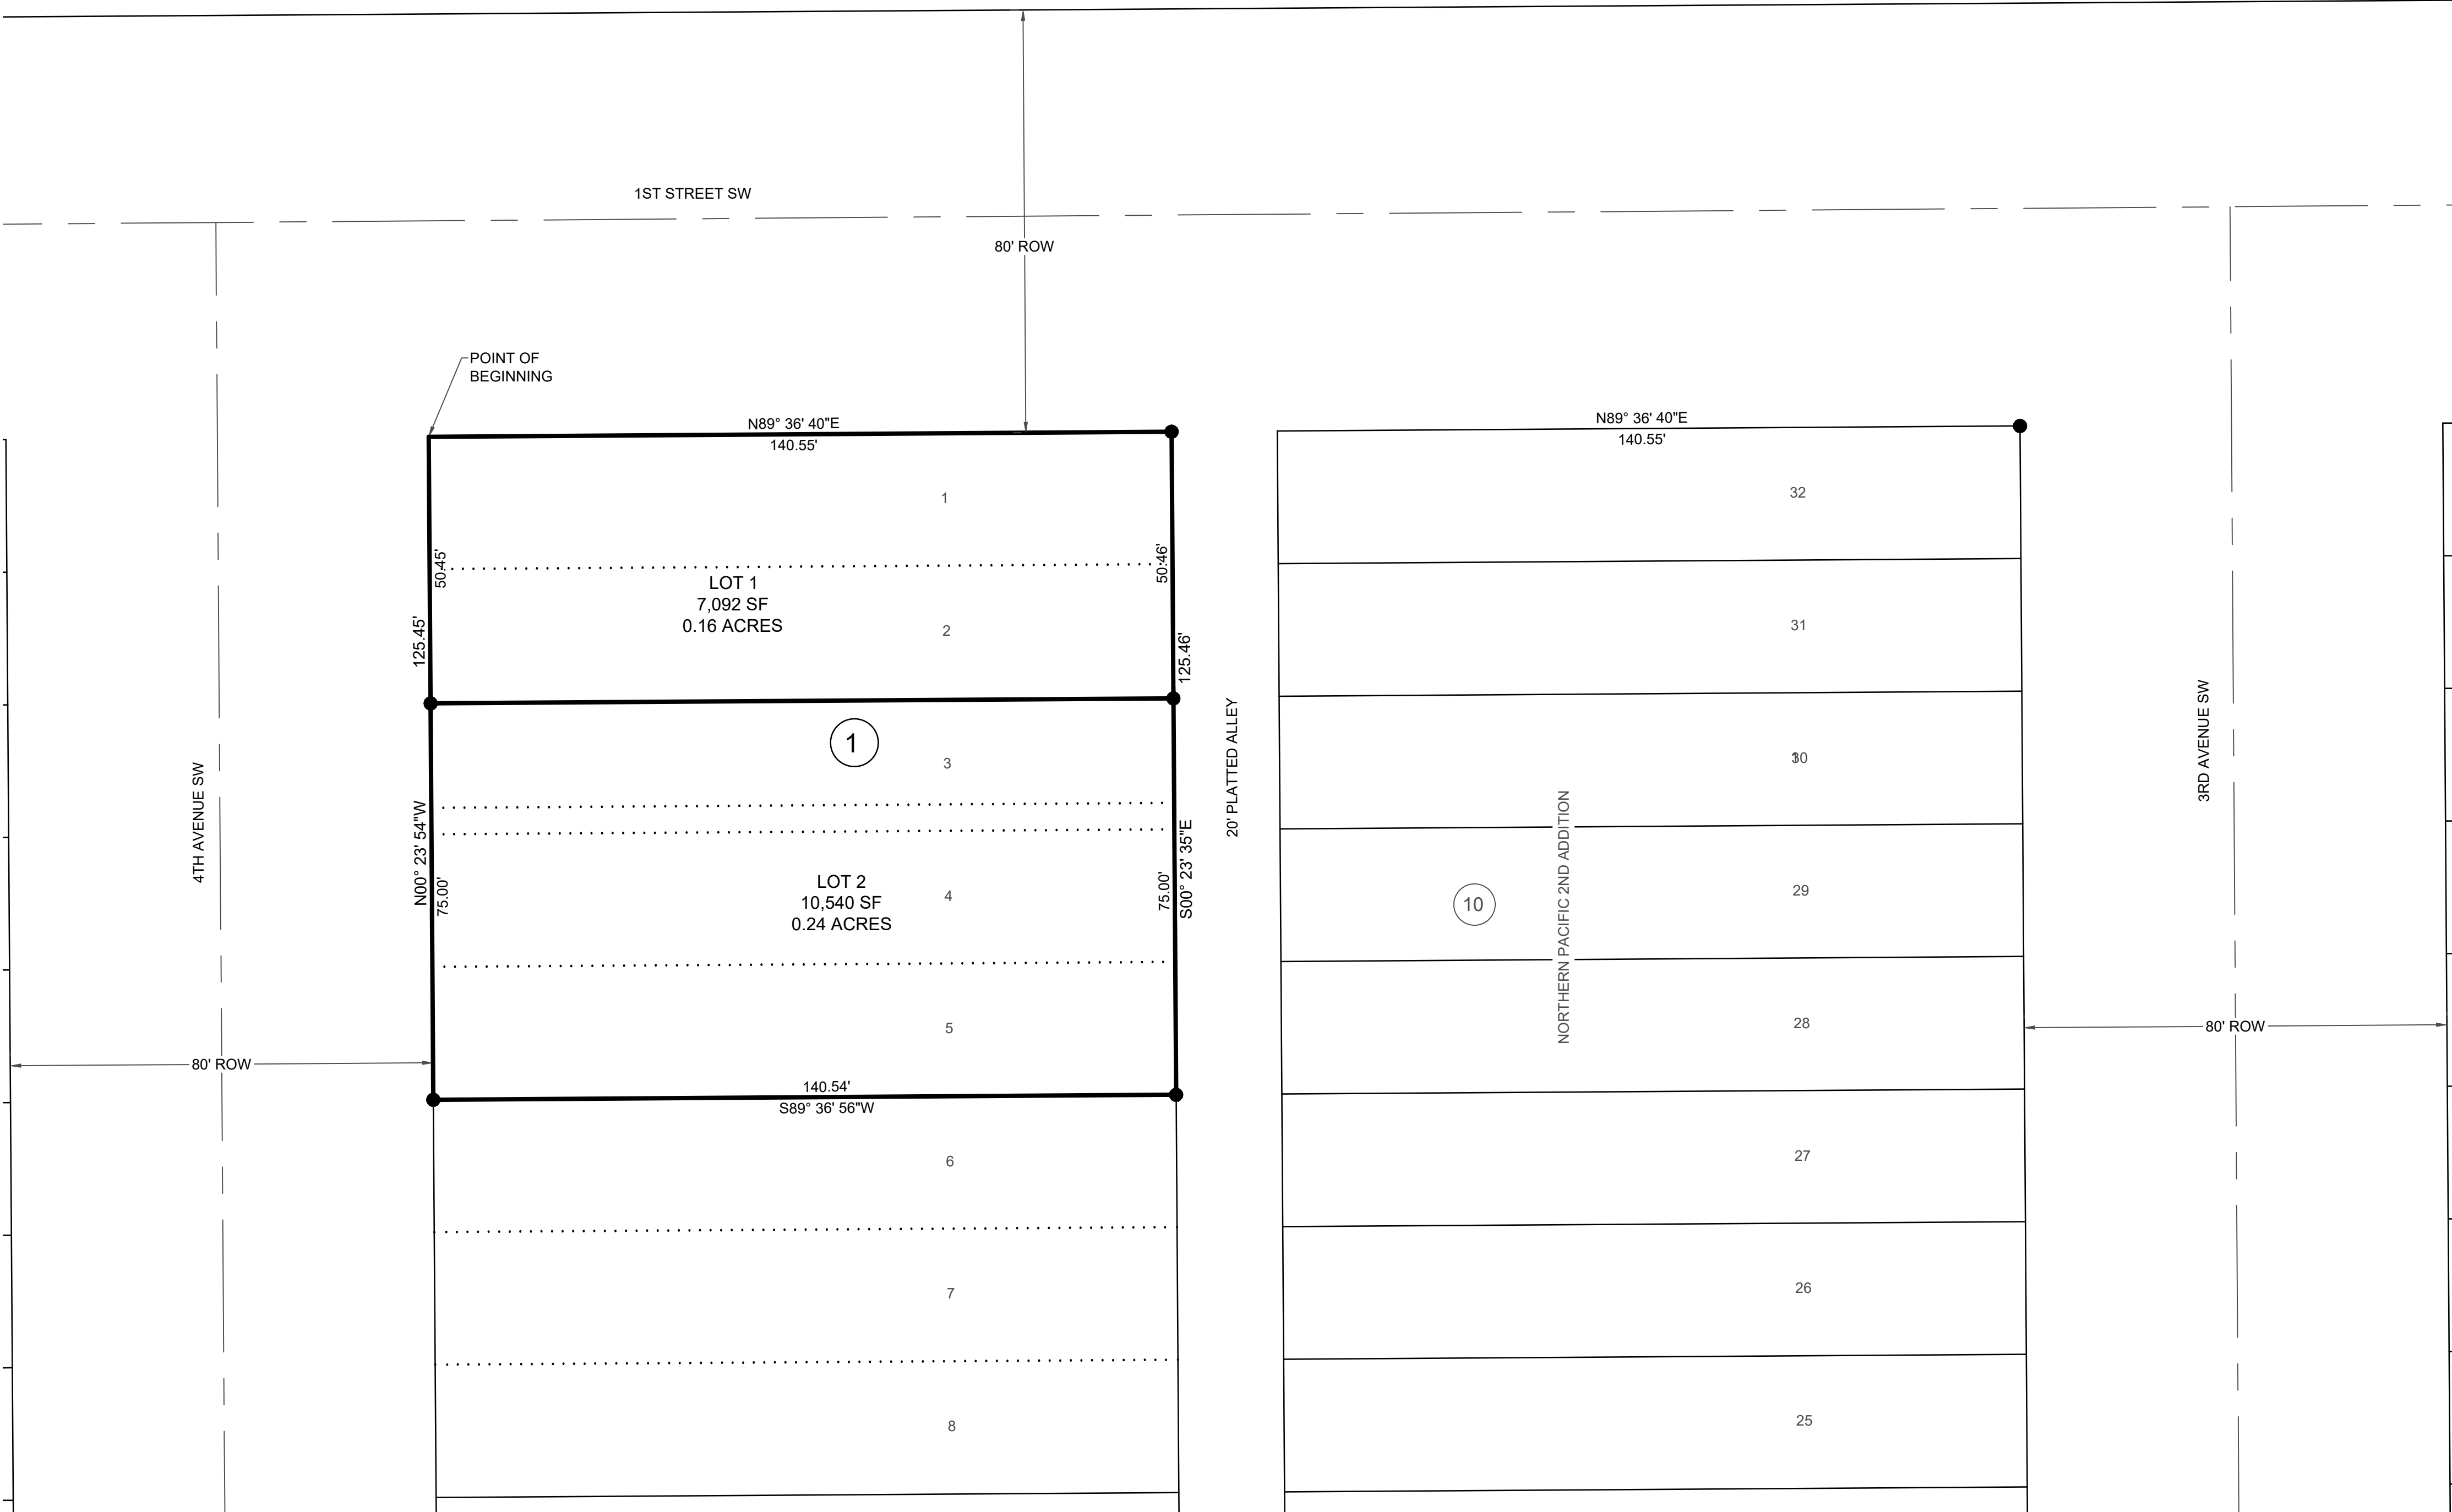 1ST STREET SW
80' ROW
POINT OF
BEGINNING
N89° 36' 40"E
140.55'
N89° 36' 40"E
140.55'
1
32
50.45'
50.46'
LOT 1
7,092 SF
0.16 ACRES
2
31
125.45'
125.46'
1
3
30
20' PLATTED ALLEY
4TH AVENUE SW
3RD AVENUE SW
N00° 23' 54"W
75.00'
LOT 2
10,540 SF
0.24 ACRES
4
75.00'
S00° 23' 35"E
10
NORTHERN PACIFIC 2ND ADDITION
29
5
28
80' ROW
80' ROW
140.54'
S89° 36' 56"W
6
27
7
26
8
25